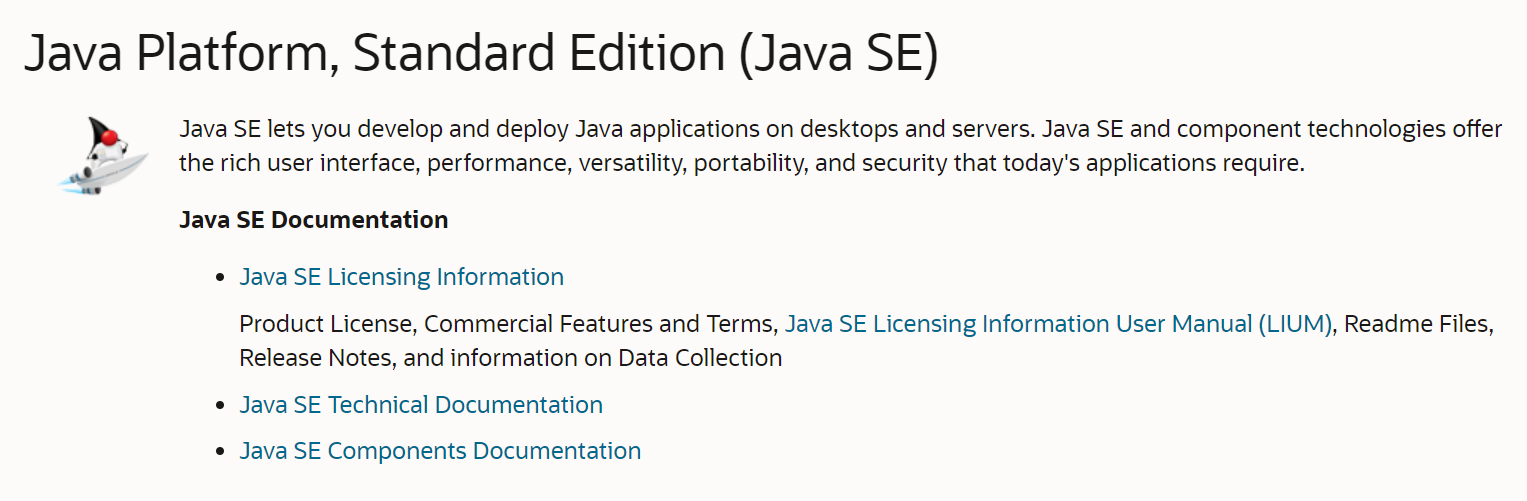 Java Platform, Standard Edition (Java SE)
Java SE lets you develop and deploy Java applications on desktops and servers. Java SE and component technologies offer
the rich user interface, performance, versatility, portability, and security that today's applications require.
Java SE Documentation
• Java SE Licensing Information
Product License, Commercial Features and Terms, Java SE Licensing Information User Manual (LIUM), Readme Files,
Release Notes, and information on Data Collection
• Java SE Technical Documentation
• Java SE Components Documentation